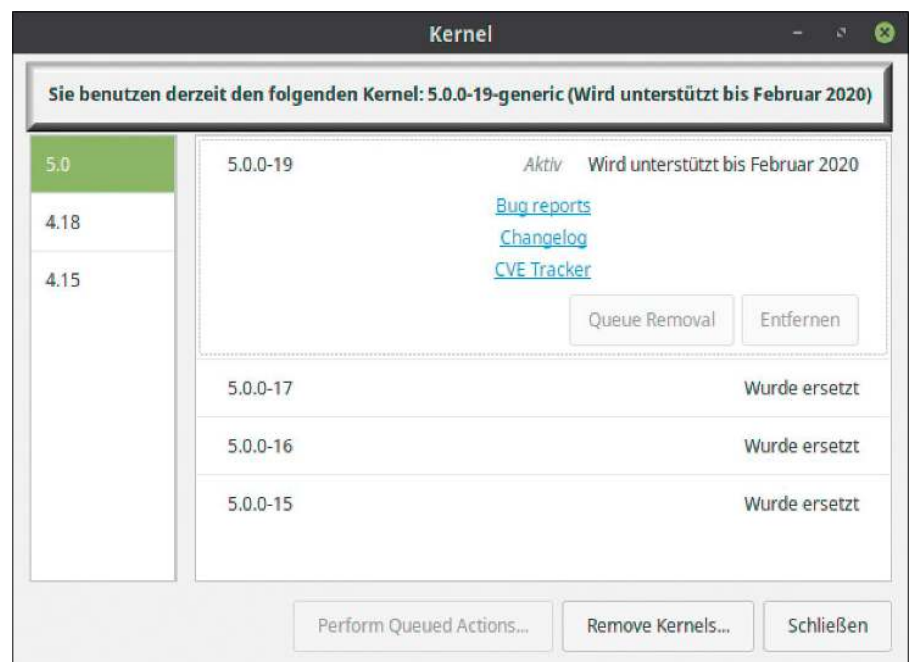 Kernel
Sie benutzen derzeit den folgenden Kernel: 5.0.0-19-generic (Wird unterstützt bis Februar 2020)
5.0
4.18
4.15
5.0.0-19 Aktiv Wird unterstützt bis Februar 2020
Bug reports
Changelog
CVE Tracker
Queue Removal Entfernen
5.0.0-17 Wurde ersetzt
5.0.0-16 Wurde ersetzt
5.0.0-15 Wurde ersetzt
Perform Queued Actions... Remove Kernels... Schließen